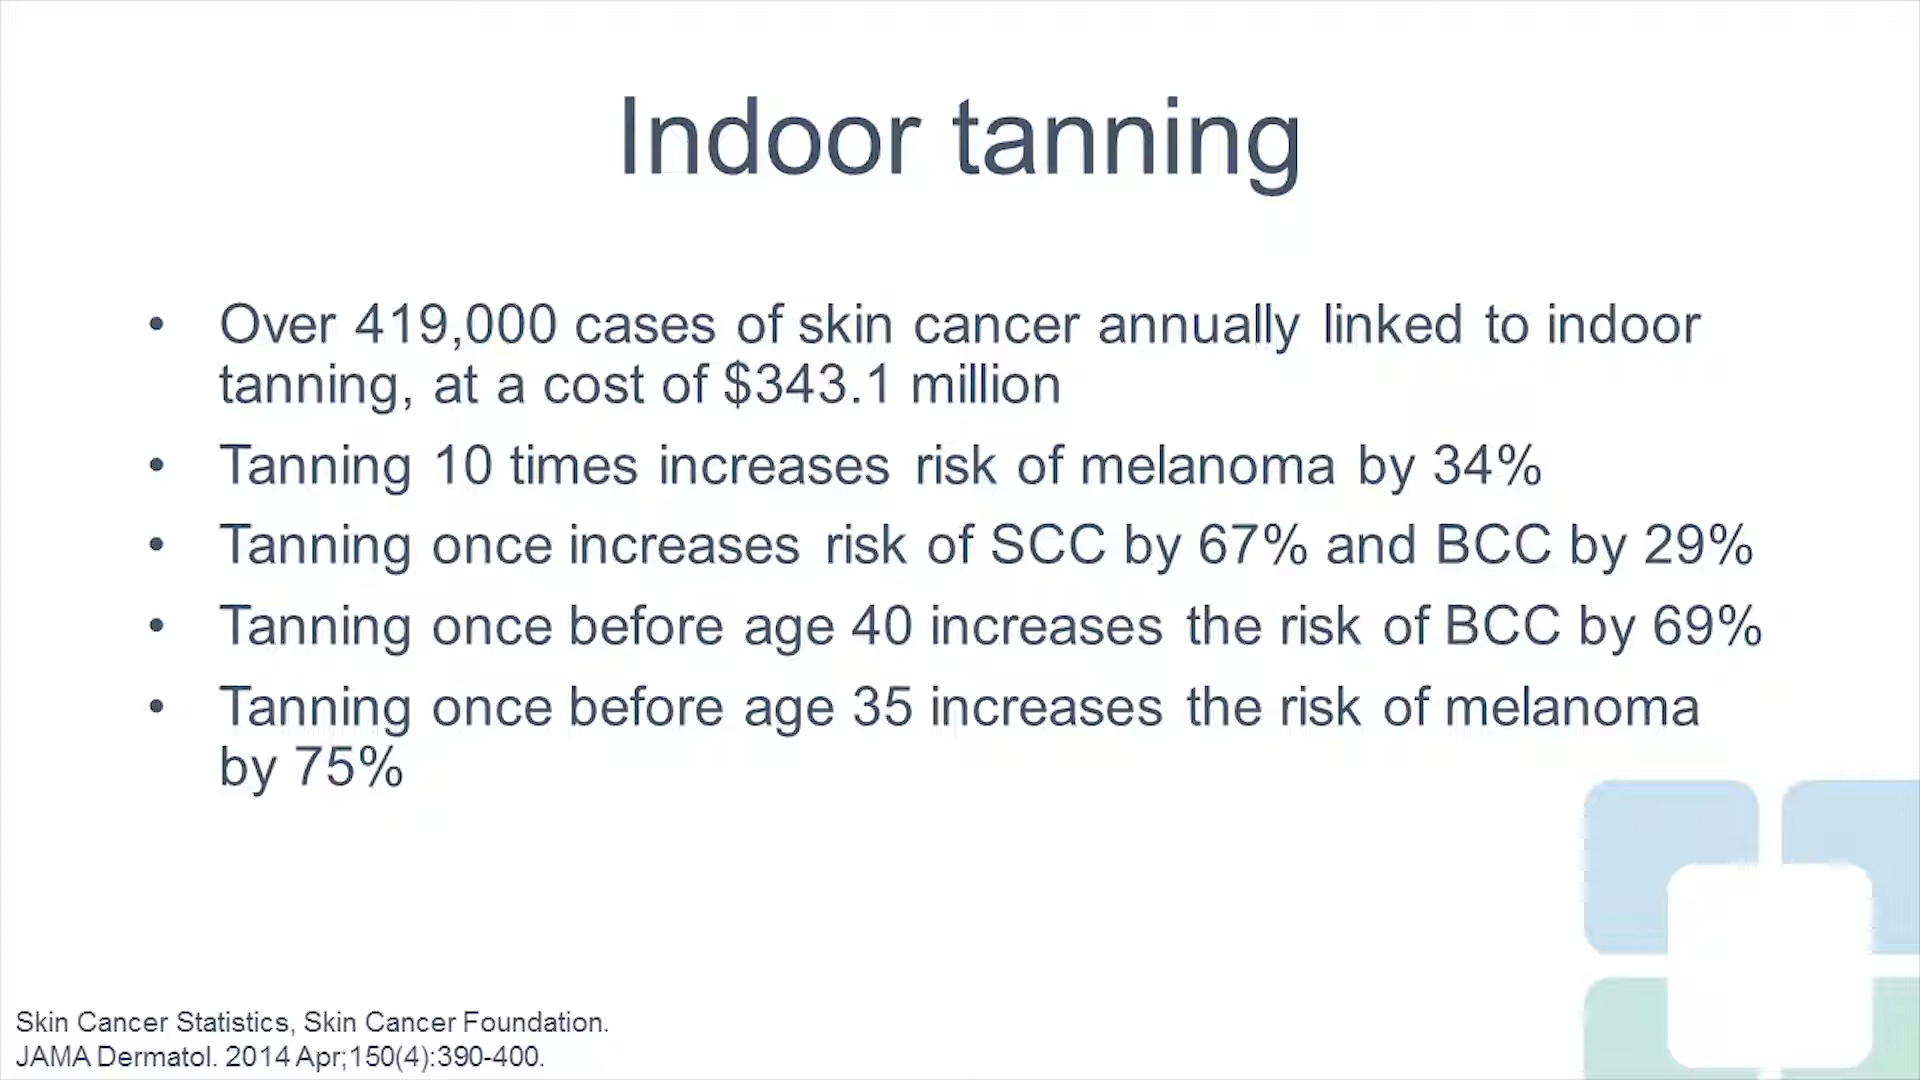 Indoor tanning
• Over 419,000 cases of skin cancer annually linked to indoor
tanning, at a cost of $343.1 million
• Tanning 10 times increases risk of melanoma by 34%
• Tanning once increases risk of SCC by 67% and BCC by 29%
• Tanning once before age 40 increases the risk of BCC by 69%
• Tanning once before age 35 increases the risk of melanoma
by 75%
Skin Cancer Statistics, Skin Cancer Foundation.
JAMA Dermatol. 2014 Apr;150(4):390-400.